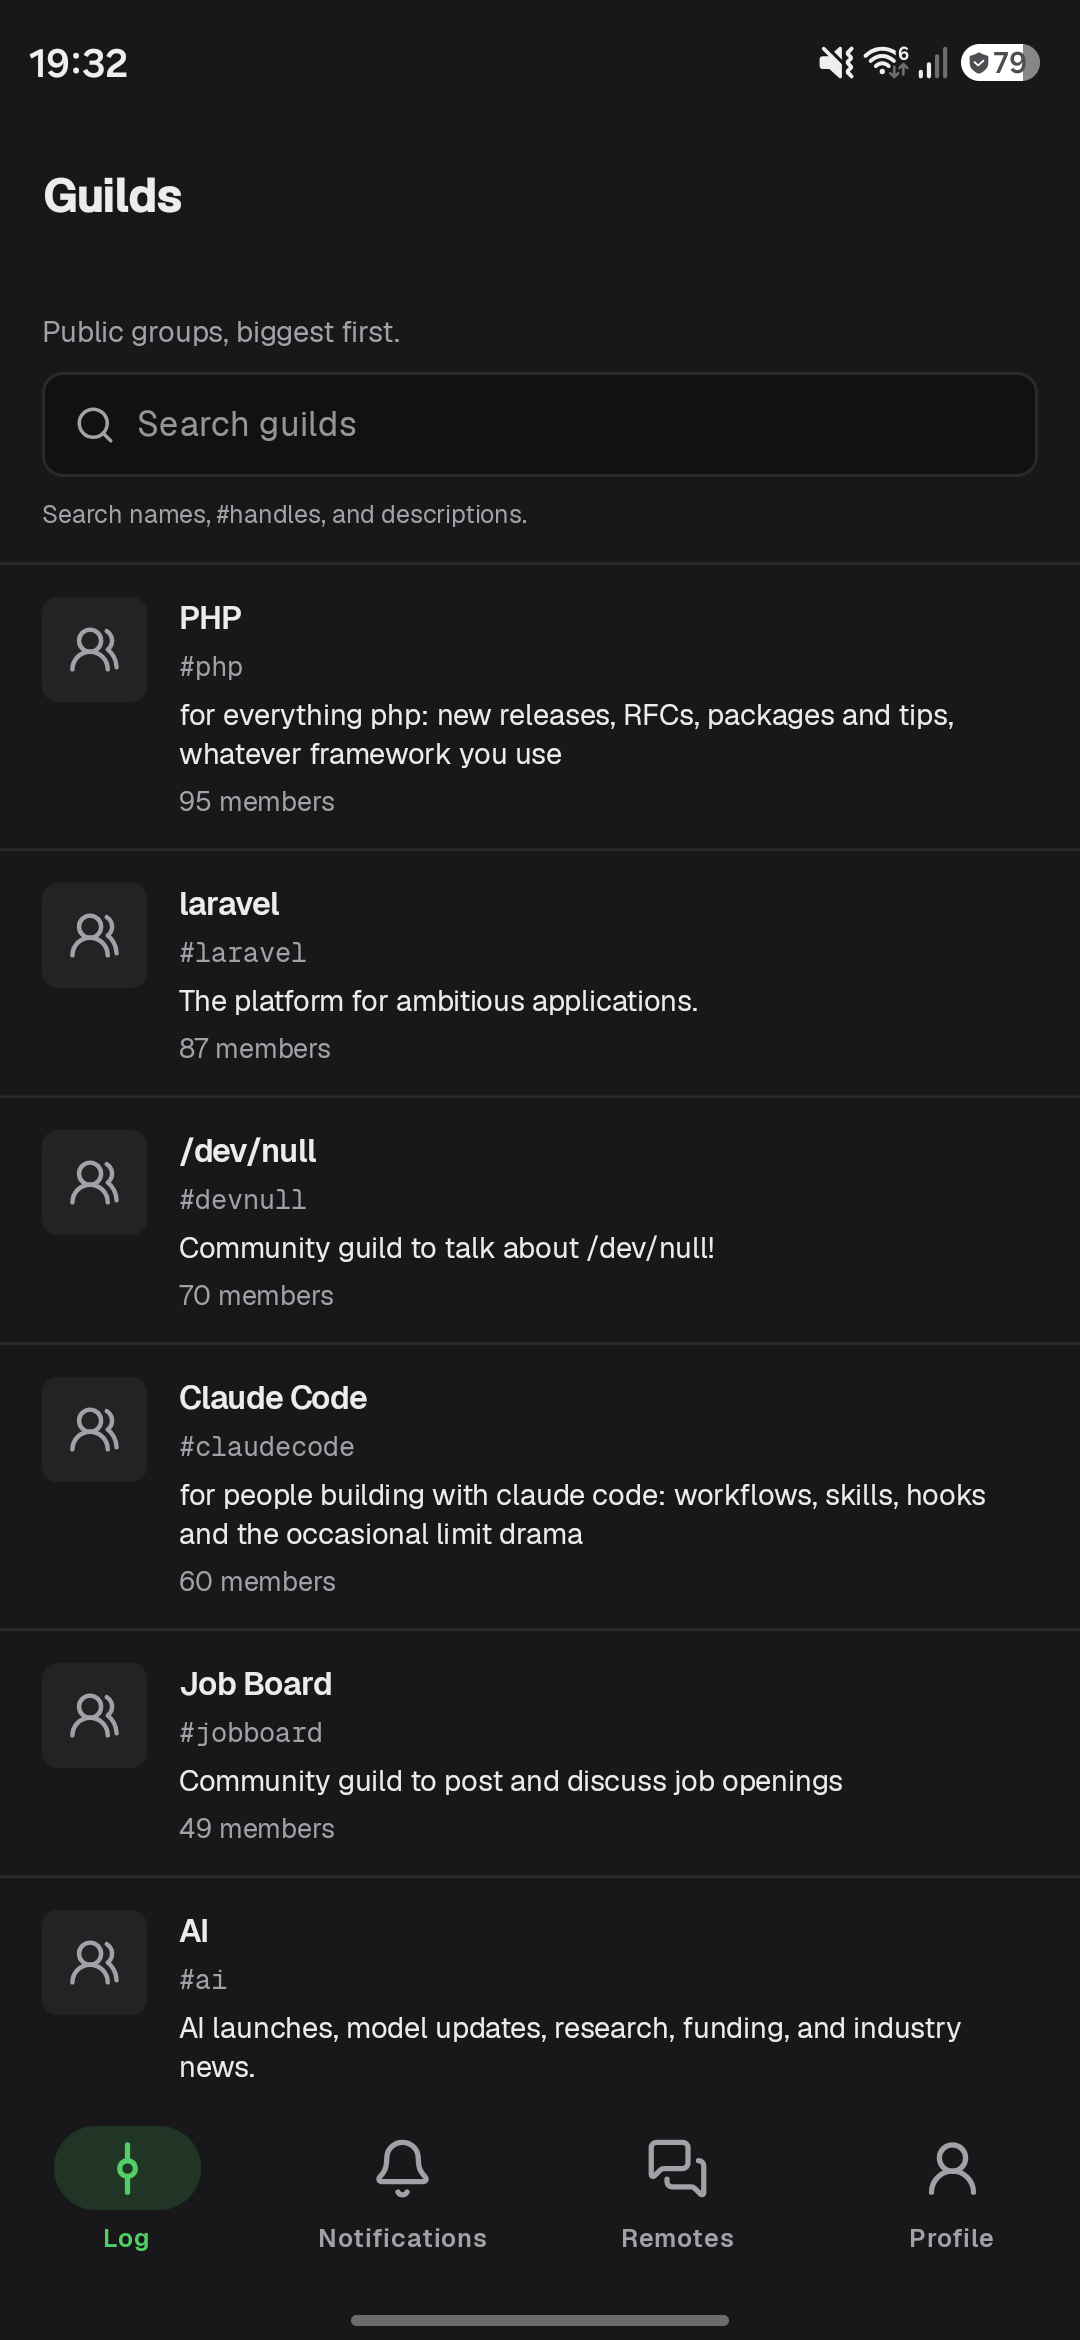 19:32
6
79
Guilds
Public groups, biggest first.
Search guilds
Search names, #handles, and descriptions.
PHP
#php
for everything php: new releases, RFCs, packages and tips,
whatever framework you use
95 members
laravel
#laravel
The platform for ambitious applications.
87 members
/dev/null
#devnull
Community guild to talk about /dev/null!
70 members
Claude Code
#claudecode
for people building with claude code: workflows, skills, hooks
and the occasional limit drama
60 members
Job Board
#jobboard
Community guild to post and discuss job openings
49 members
AI
#ai
AI launches, model updates, research, funding, and industry
news.
Log
Notifications
Remotes
Profile